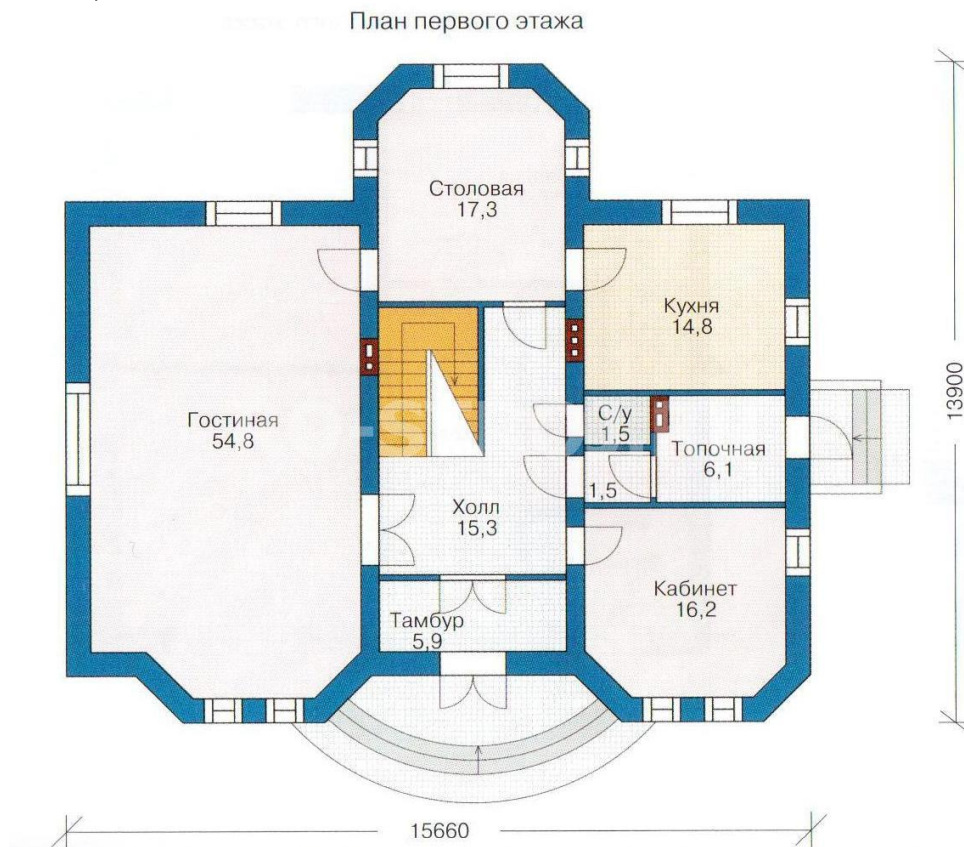 План первого этажа
Столовая
17,3
Кухня
14,8
13900
Гостиная
54,8
С/у
1,5
Топочная
6,1
1,5
Холл
15,3
Кабинет
16,2
Тамбур
5,9
15660